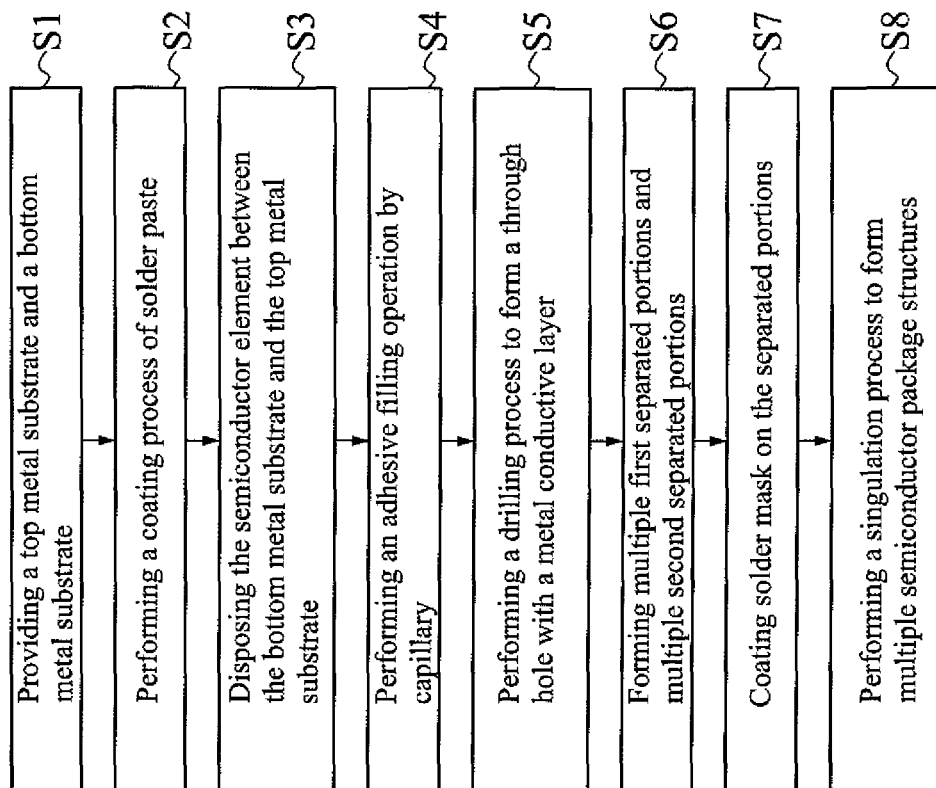 Providing a top metal substrate and a bottom
metal substrate
S1
Performing a coating process of solder paste
S2
Disposing the semiconductor element between
the bottom metal substrate and the top metal
substrate
S3
Performing an adhesive filling operation by
capillary
S4
Performing a drilling process to form a through
hole with a metal conductive layer
S5
Forming multiple first separated portions and
multiple second separated portions
S6
Coating solder mask on the separated portions
S7
Performing a singulation process to form
multiple semiconductor package structures
S8